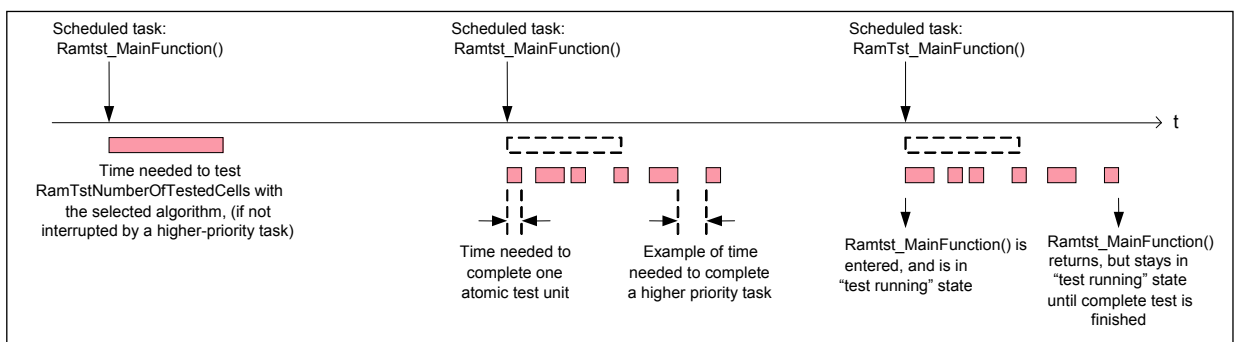 Scheduled task:
Ramtst_MainFunction()
Scheduled task:
Ramtst_MainFunction()
Scheduled task:
RamTst_MainFunction()
t
Time needed to test
RamTstNumberOfTestedCells with
the selected algorithm, (if not
interrupted by a higher-priority task)
Time needed to
complete one
atomic test unit
Example of time
needed to complete
a higher priority task
Ramtst_MainFunction() is
entered, and is in
“test running” state
Ramtst_MainFunction()
returns, but stays in
“test running” state
until complete test is
finished